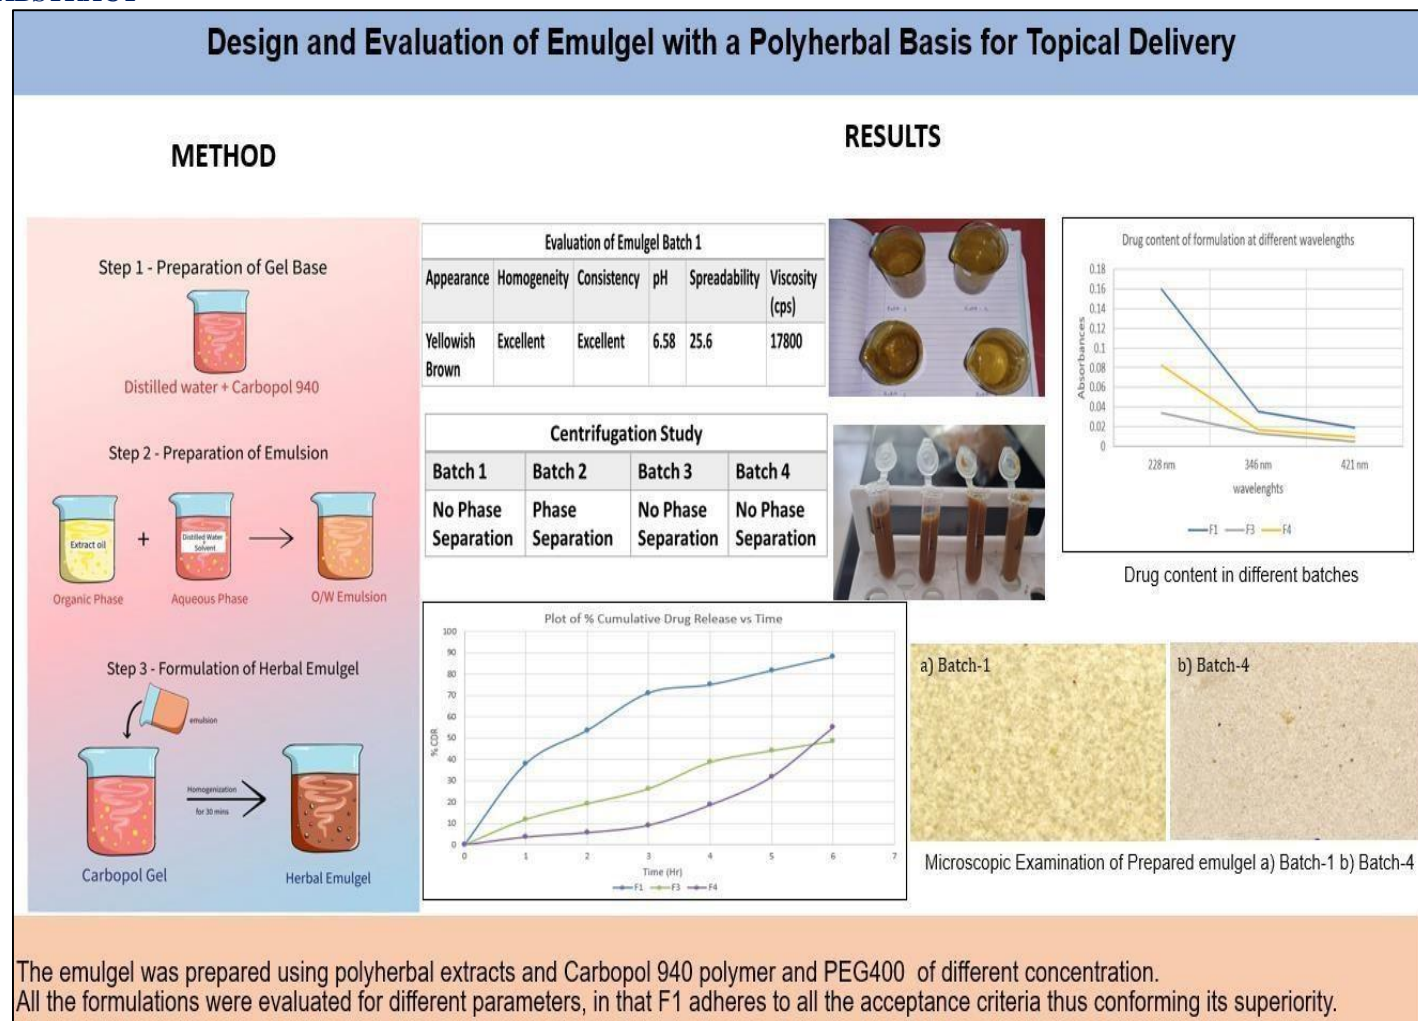 Design and Evaluation of Emulgel with a Polyherbal Basis for Topical Delivery
METHOD
Step 1 - Preparation of Gel Base
Distilled water + Carbopol 940
Step 2 - Preparation of Emulsion
Extract oil
+
Distilled Water
+
Solvent
Organic Phase
Aqueous Phase
O/W Emulsion
Step 3 - Formulation of Herbal Emulgel
emulsion
Homogenization
for 30 mins
Carbopol Gel
Herbal Emulgel
RESULTS
Evaluation of Emulgel Batch 1
Appearance Homogeneity Consistency pH Spreadability Viscosity
(cps)
Yellowish Excellent Excellent 6.58 25.6 17800
Brown
Centrifugation Study
Batch 1 Batch 2 Batch 3 Batch 4
No Phase Phase No Phase No Phase
Separation Separation Separation Separation
Plot of % Cumulative Drug Release vs Time
100
90
80
70
60
50
40
30
20
10
0
% CDR
0 1 2 3 4 5 6 7
Time (Hr)
F1 F3 F4
Drug content of formulation at different wavelengths
0.18
0.16
0.14
0.12
0.1
0.08
0.06
0.04
0.02
0
Absorbances
228 nm 346 nm 421 nm
wavelenghts
F1 F3 F4
Drug content in different batches
a) Batch-1
b) Batch-4
Microscopic Examination of Prepared emulgel a) Batch-1 b) Batch-4
The emulgel was prepared using polyherbal extracts and Carbopol 940 polymer and PEG400 of different concentration.
All the formulations were evaluated for different parameters, in that F1 adheres to all the acceptance criteria thus conforming its superiority.